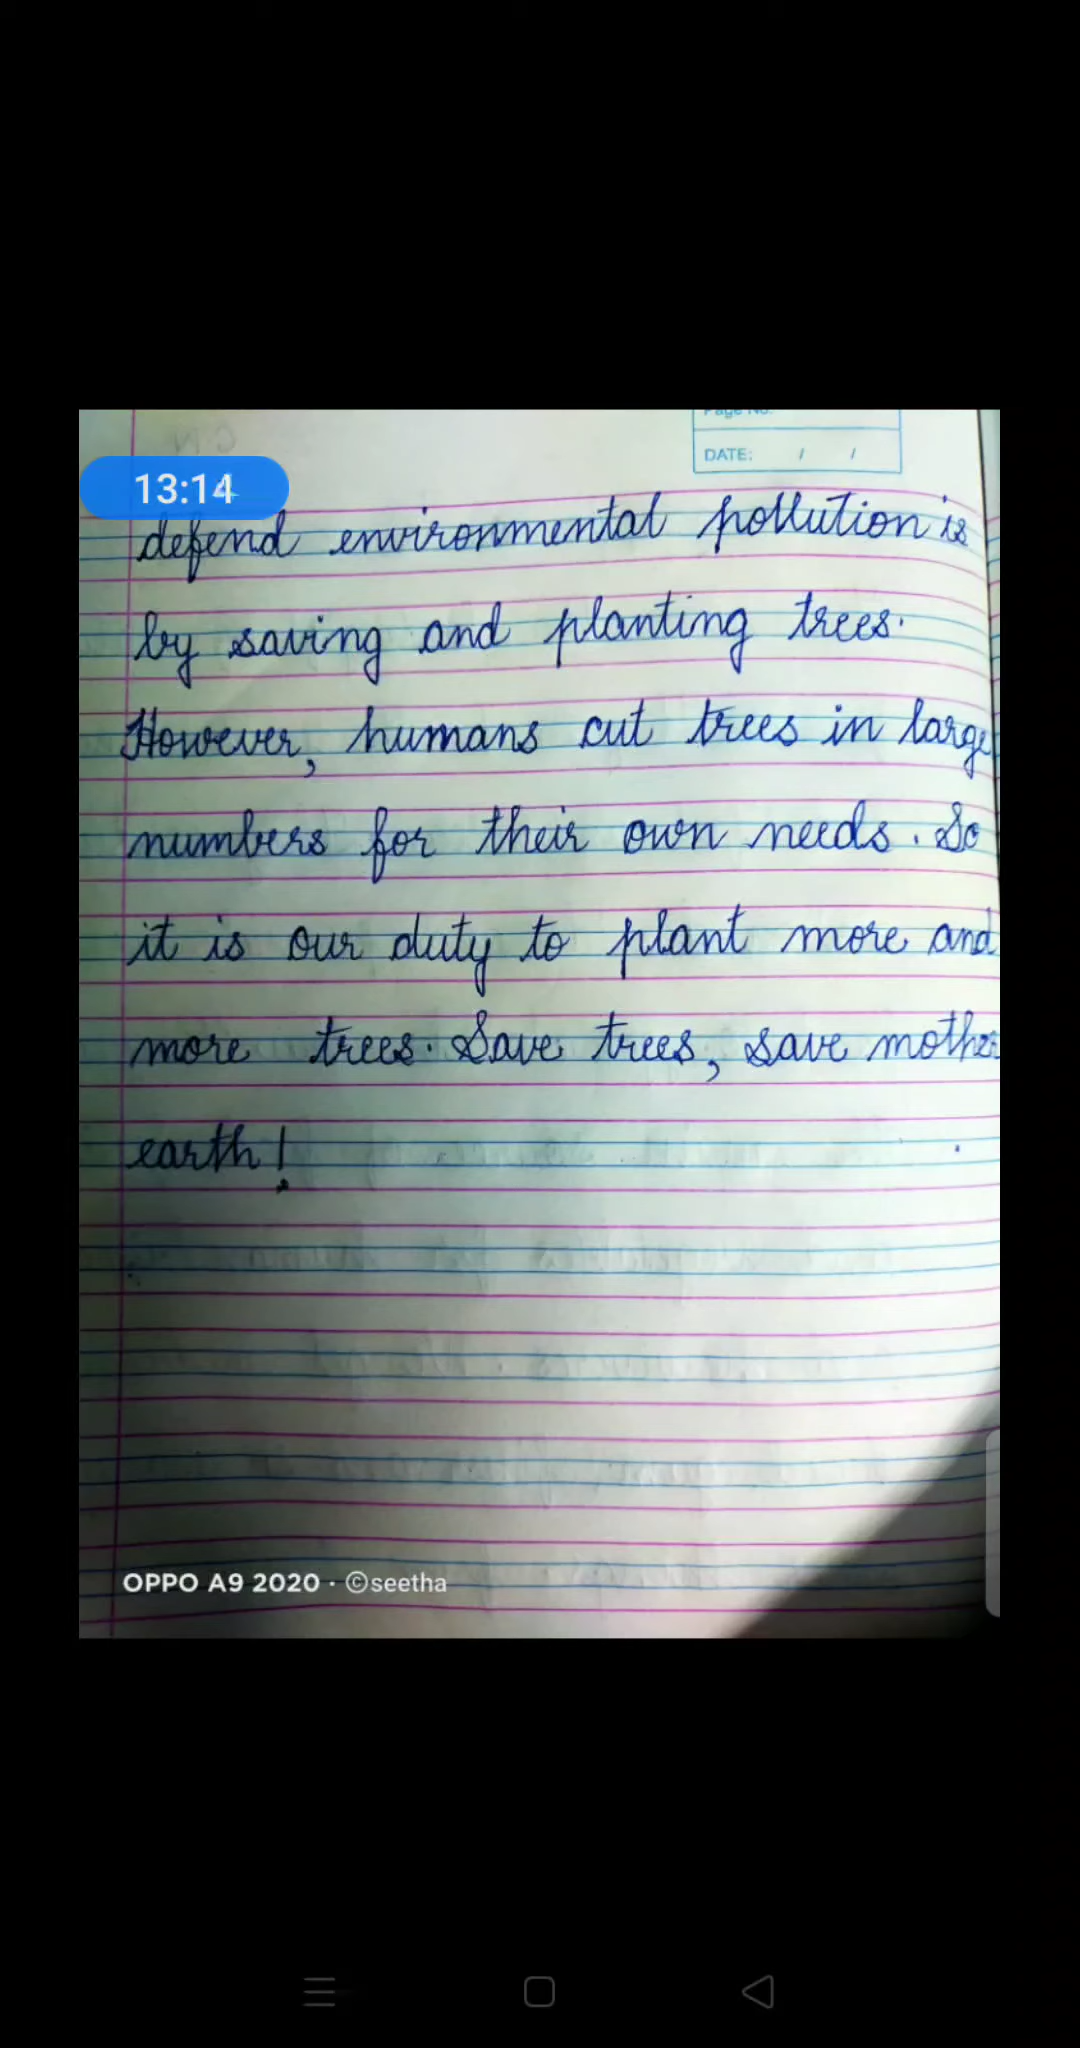 Page No.
DATE: / /
13:14
defend environmental pollution is
by saving and planting trees.
However, humans cut trees in large
numbers for their own needs. So
it is our duty to plant more and
more trees. Save trees, save mother
earth!
OPPO A9 2020 · ©seetha